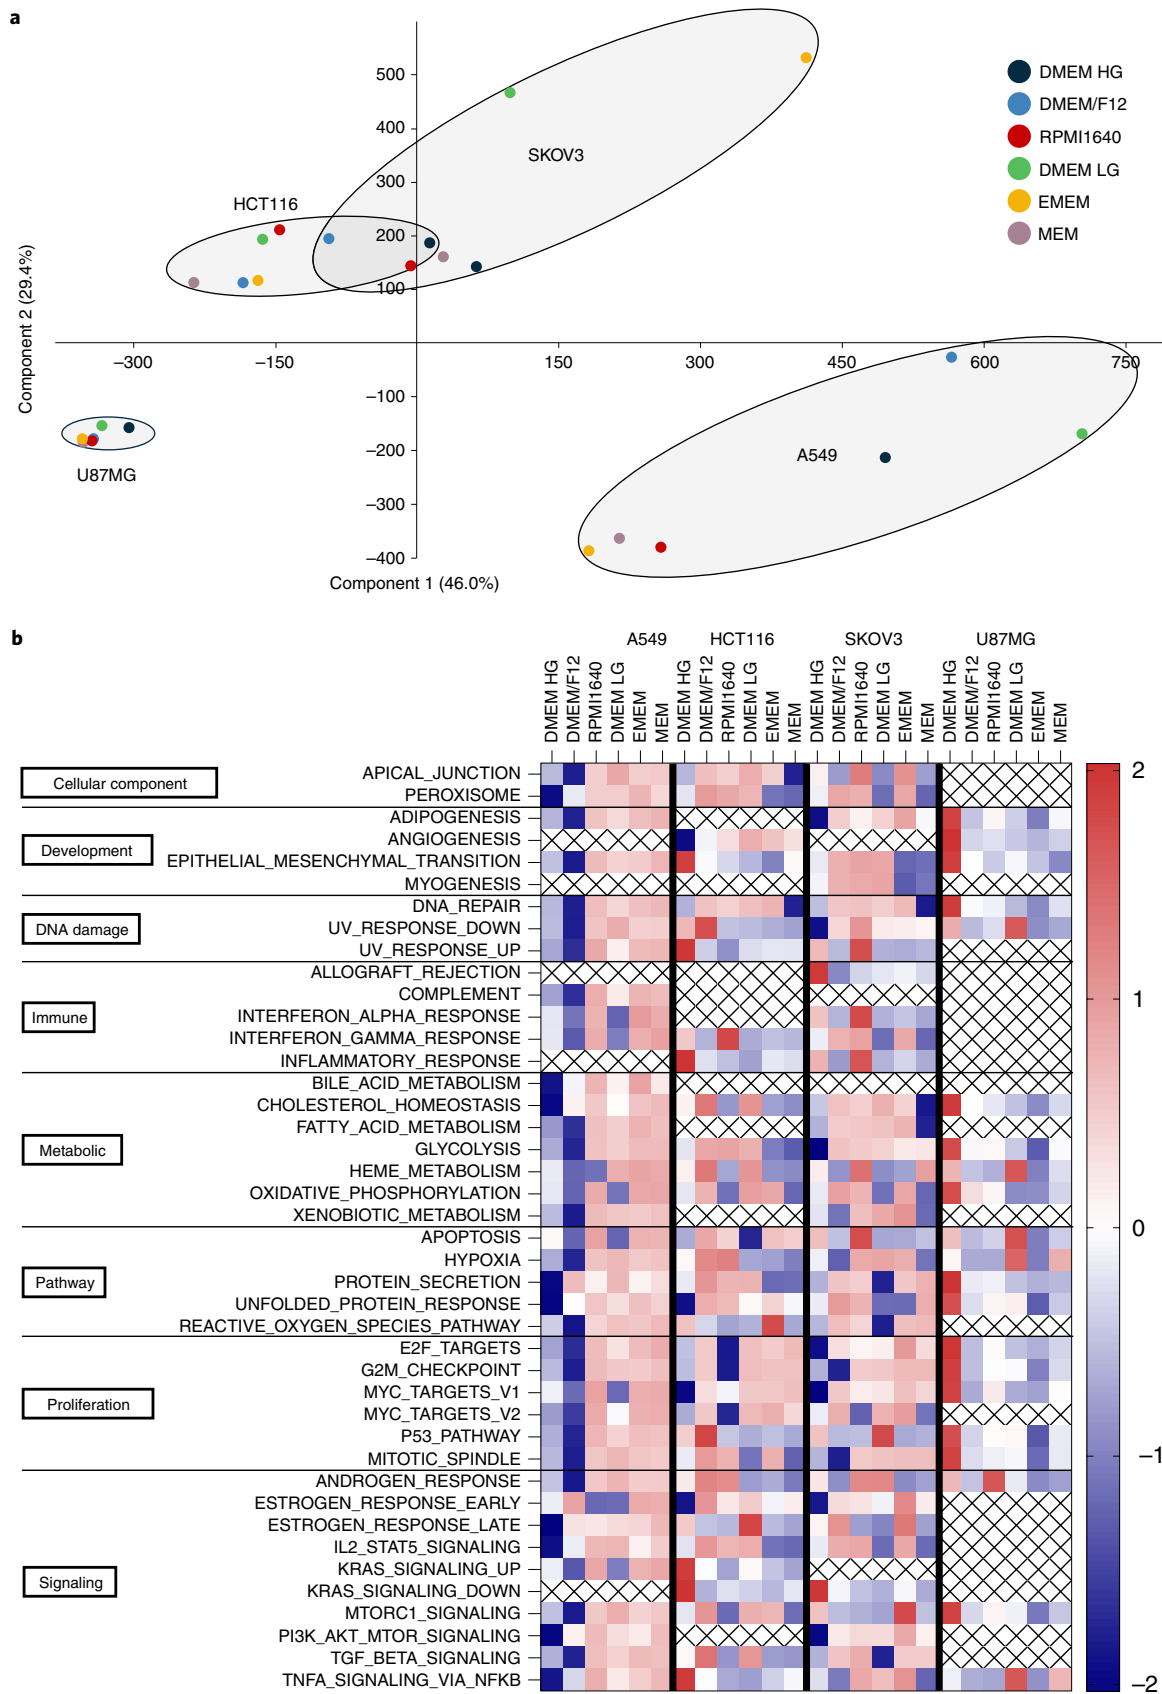 a
500
400
300
200
100
−100
−200
−300
−400
−300
−150
150
300
450
600
750
Component 2 (29.4%)
Component 1 (46.0%)
SKOV3
HCT116
U87MG
A549
DMEM HG
DMEM/F12
RPMI1640
DMEM LG
EMEM
MEM
b
A549 HCT116 SKOV3 U87MG
DMEM HG DMEM/F12 RPMI1640 DMEM LG EMEM MEM DMEM HG DMEM/F12 RPMI1640 DMEM LG EMEM MEM DMEM HG DMEM/F12 RPMI1640 DMEM LG EMEM MEM DMEM HG DMEM/F12 RPMI1640 DMEM LG EMEM MEM
Cellular component
APICAL_JUNCTION
PEROXISOME
Development
ADIPOGENESIS
ANGIOGENESIS
EPITHELIAL_MESENCHYMAL_TRANSITION
MYOGENESIS
DNA damage
DNA_REPAIR
UV_RESPONSE_DOWN
UV_RESPONSE_UP
Immune
ALLOGRAFT_REJECTION
COMPLEMENT
INTERFERON_ALPHA_RESPONSE
INTERFERON_GAMMA_RESPONSE
INFLAMMATORY_RESPONSE
Metabolic
BILE_ACID_METABOLISM
CHOLESTEROL_HOMEOSTASIS
FATTY_ACID_METABOLISM
GLYCOLYSIS
HEME_METABOLISM
OXIDATIVE_PHOSPHORYLATION
XENOBIOTIC_METABOLISM
Pathway
APOPTOSIS
HYPOXIA
PROTEIN_SECRETION
UNFOLDED_PROTEIN_RESPONSE
REACTIVE_OXYGEN_SPECIES_PATHWAY
Proliferation
E2F_TARGETS
G2M_CHECKPOINT
MYC_TARGETS_V1
MYC_TARGETS_V2
P53_PATHWAY
MITOTIC_SPINDLE
Signaling
ANDROGEN_RESPONSE
ESTROGEN_RESPONSE_EARLY
ESTROGEN_RESPONSE_LATE
IL2_STAT5_SIGNALING
KRAS_SIGNALING_UP
KRAS_SIGNALING_DOWN
MTORC1_SIGNALING
PI3K_AKT_MTOR_SIGNALING
TGF_BETA_SIGNALING
TNFA_SIGNALING_VIA_NFKB
2
1
0
−1
−2